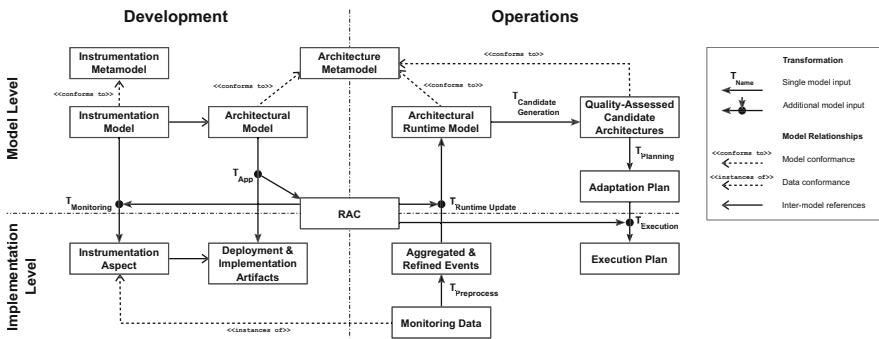 Development
Operations
Model Level
Implementation
Level
Instrumentation
Metamodel
Architecture
Metamodel
<<conforms to>>
<<conforms to>>
<<conforms to>>
<<conforms to>>
Instrumentation
Model
Architectural
Model
Architectural
Runtime Model
T Candidate
Generation
Quality-Assessed
Candidate
Architectures
T Planning
T App
Adaptation Plan
T Monitoring
RAC
T Runtime Update
T Execution
Instrumentation
Aspect
Deployment &
Implementation
Artifacts
Aggregated &
Refined Events
Execution Plan
T Preprocess
<<instances of>>
Monitoring Data
Transformation
T Name
Single model input
Additional model input
Model Relationships
<<conforms to>>
Model conformance
<<instances of>>
Data conformance
Inter-model references